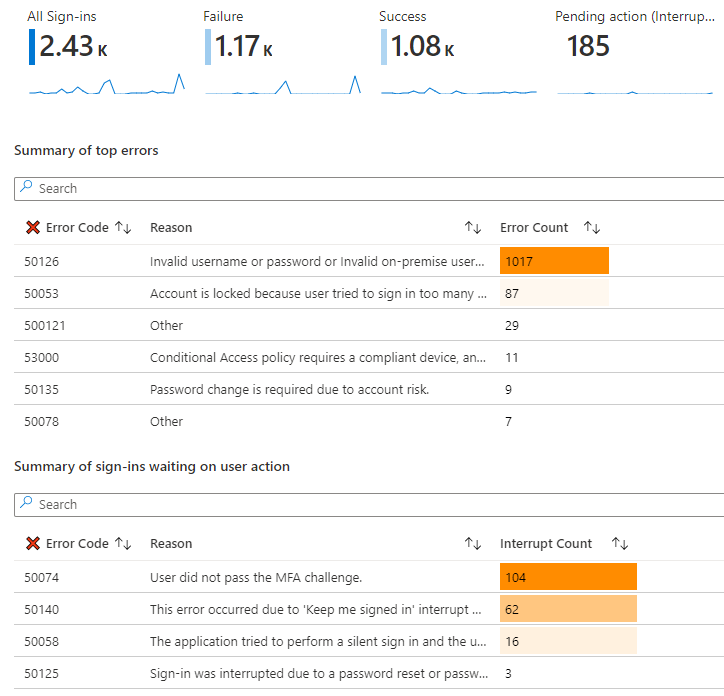 All Sign-ins Failure Success Pending action (Interrup...
2.43 K 1.17 K 1.08 K 185
Summary of top errors
Search
Error Code Reason Error Count
50126 Invalid username or password or Invalid on-premise user... 1017
50053 Account is locked because user tried to sign in too many ... 87
500121 Other 29
53000 Conditional Access policy requires a compliant device, an... 11
50135 Password change is required due to account risk. 9
50078 Other 7
Summary of sign-ins waiting on user action
Search
Error Code Reason Interrupt Count
50074 User did not pass the MFA challenge. 104
50140 This error occurred due to 'Keep me signed in' interrupt ... 62
50058 The application tried to perform a silent sign in and the u... 16
50125 Sign-in was interrupted due to a password reset or passw... 3